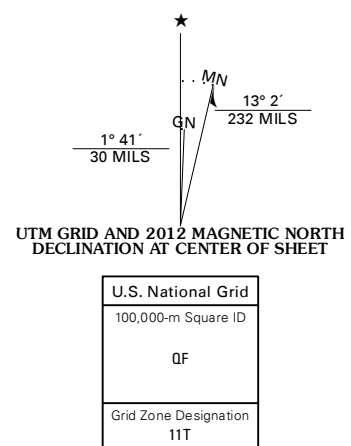 MN
13° 2´
232 MILS
GN
1° 41´
30 MILS
UTM GRID AND 2012 MAGNETIC NORTH
DECLINATION AT CENTER OF SHEET
U.S. National Grid
100,000-m Square ID
QF
Grid Zone Designation
11T